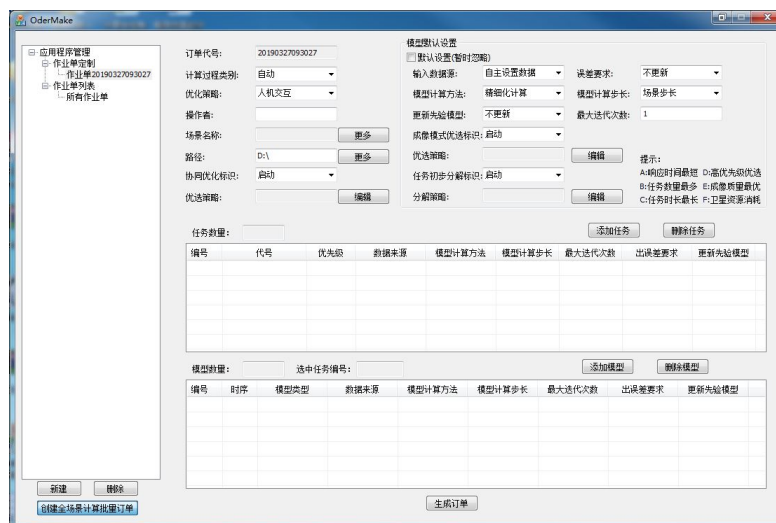 OderMake
应用程序管理
作业单定制
作业单20190327093027
作业单列表
所有作业单
新建
删除
创建全场景计算批量订单
订单代号:
20190327093027
计算过程类别:
自动
优化策略:
人机交互
操作者:
场景名称:
更多
路径:
D:\
更多
协同优化标识:
启动
优选策略:
编辑
模型默认设置
默认设置(暂时忽略)
输入数据源:
自主设置数据
误差要求:
不更新
模型计算方法:
精细化计算
模型计算步长:
场景步长
更新先验模型:
不更新
最大迭代次数:
1
成像模式优选标识:
启动
优选策略:
编辑
任务初步分解标识:
启动
分解策略:
编辑
提示:
A:响应时间最短 D:高优先级优选
B:任务数量最多 E:成像质量最优
C:任务时长最长 F:卫星资源消耗
任务数量:
添加任务
删除任务
编号 代号 优先级 数据来源 模型计算方法 模型计算步长 最大迭代次数 出误差要求 更新先验模型
模型数量:
选中任务编号:
添加模型
删除模型
编号 时序 模型类型 数据来源 模型计算方法 模型计算步长 最大迭代次数 出误差要求 更新先验模型
生成订单